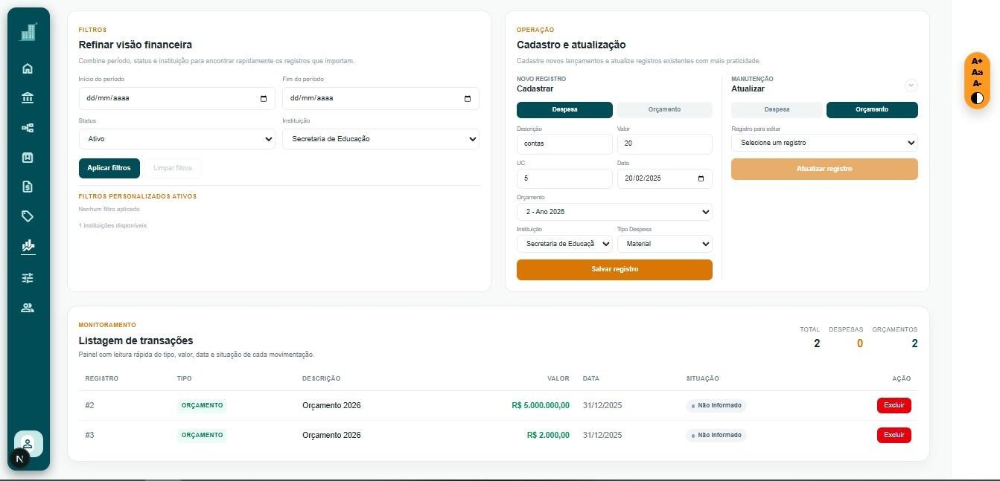 FILTROS
Refinar visão financeira
Combine período, status e instituição para encontrar rapidamente os registros que importam.
Início do período
Fim do período
dd/mm/aaaa
dd/mm/aaaa
Status
Instituição
Ativo
Secretaria de Educação
Aplicar filtros
Limpar filtros
FILTROS PERSONALIZADOS ATIVOS
Nenhum filtro aplicado
1 instituições disponíveis
OPERAÇÃO
Cadastro e atualização
Cadastre novos lançamentos e atualize registros existentes com mais praticidade.
NOVO REGISTRO
Cadastrar
Despesa
Orçamento
Descrição
Valor
contas
20
UC
Data
5
20/02/2025
Orçamento
2 - Ano 2026
Instituição
Tipo Despesa
Secretaria de Educaçã
Material
Salvar registro
MANUTENÇÃO
Atualizar
Despesa
Orçamento
Registro para editar
Selecione um registro
Atualizar registro
A+
Aa
A-
MONITORAMENTO
Listagem de transações
Painel com leitura rápida do tipo, valor, data e situação de cada movimentação.
TOTAL DESPESAS ORÇAMENTOS
2 0 2
REGISTRO TIPO DESCRIÇÃO VALOR DATA SITUAÇÃO AÇÃO
#2 ORÇAMENTO Orçamento 2026 R$ 5.000.000,00 31/12/2025 Não informado Excluir
#3 ORÇAMENTO Orçamento 2026 R$ 2.000,00 31/12/2025 Não informado Excluir
N